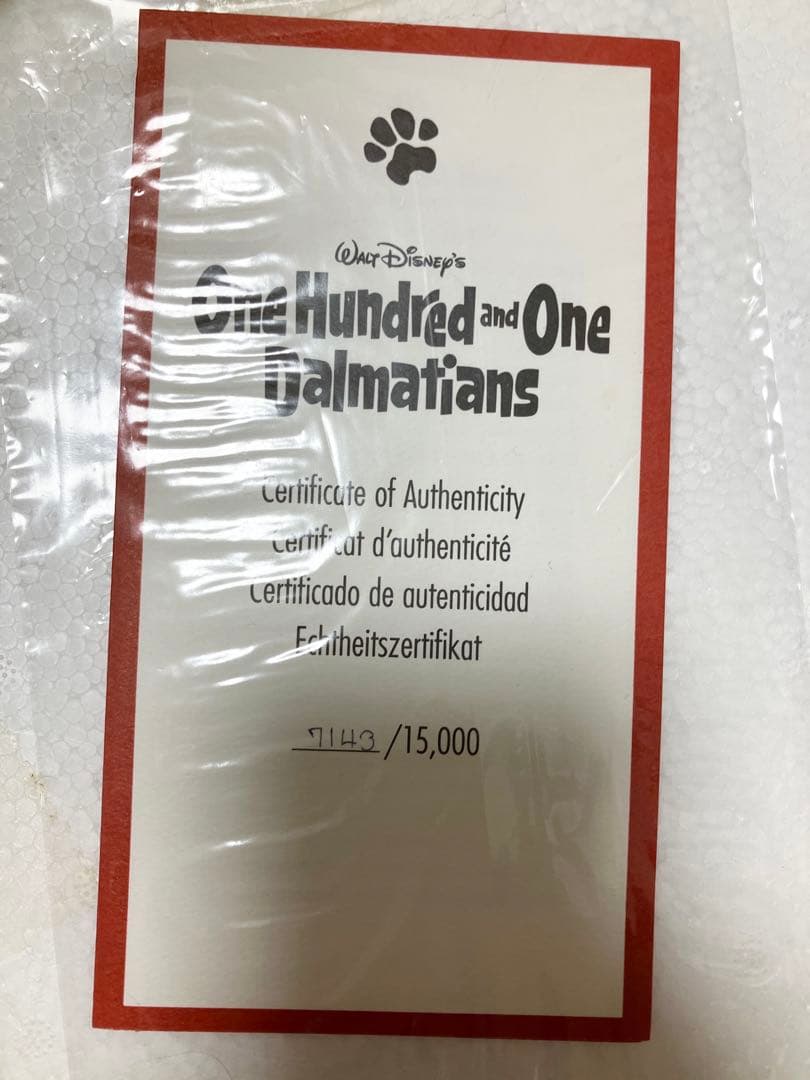 Walt Disney's
One Hundred and One
Dalmatians
Certificate of Authenticity
Certificat d'authenticité
Certificado de autenticidad
Echtheitszertifikat
7143 /15,000